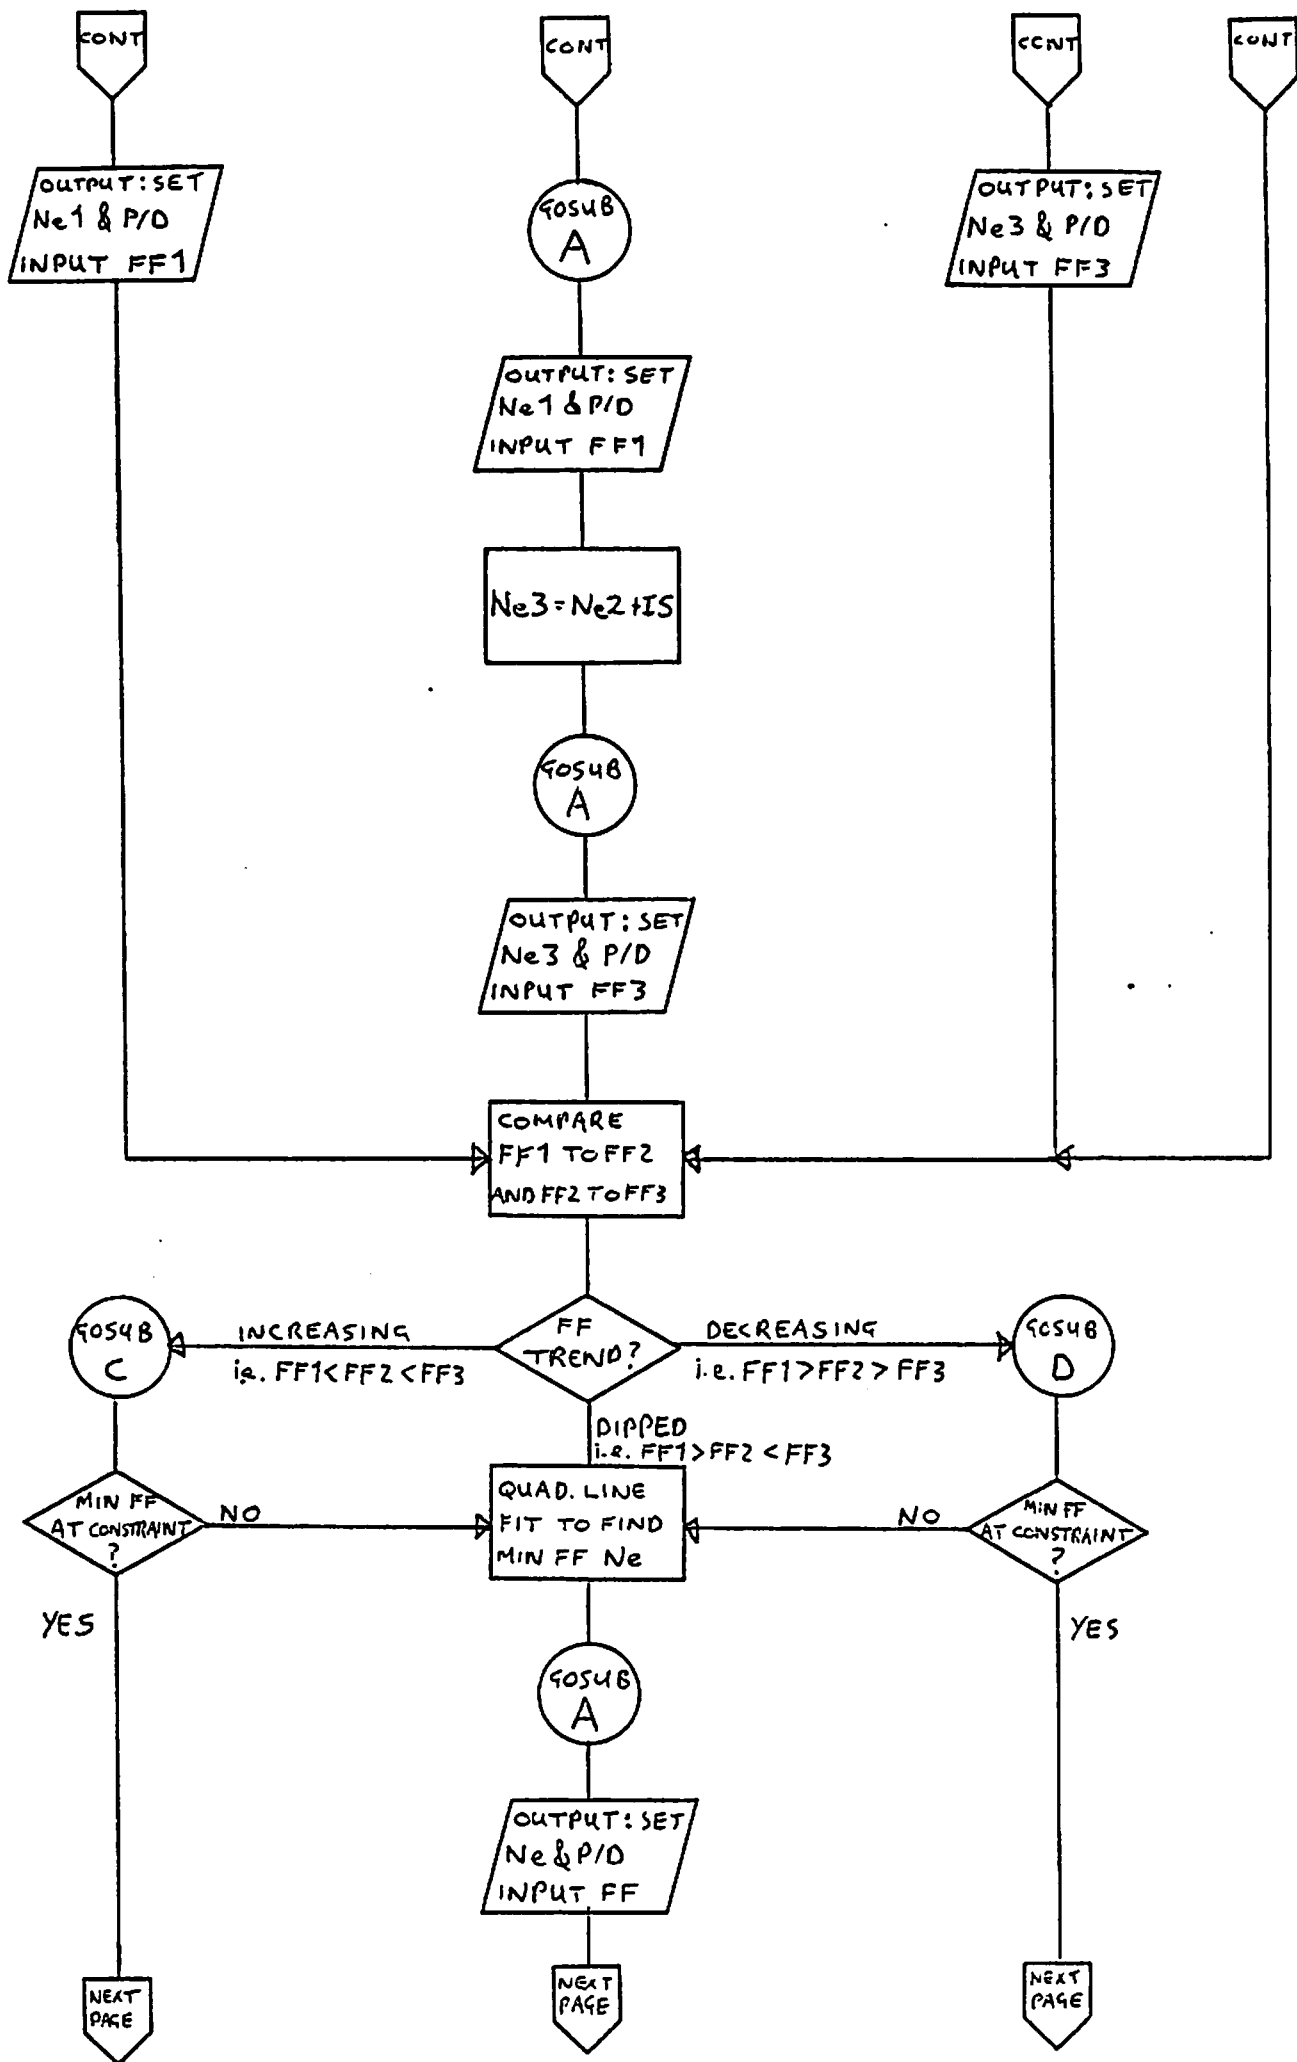 CONT
CONT
CONT
CONT
OUTPUT: SET
Ne1 & P/D
INPUT FF1
GOSUB
A
OUTPUT: SET
Ne3 & P/D
INPUT FF3
OUTPUT: SET
Ne1 & P/D
INPUT FF1
Ne3=Ne2+IS
GOSUB
A
OUTPUT: SET
Ne3 & P/D
INPUT FF3
COMPARE
FF1 TO FF2
AND FF2 TO FF3
GOSUB
C
INCREASING
i.e. FF1<FF2<FF3
FF
TREND?
DECREASING
i.e. FF1>FF2>FF3
GOSUB
D
DIPPED
i.e. FF1>FF2<FF3
MIN FF
AT CONSTRAINT
?
NO
QUAD. LINE
FIT TO FIND
MIN FF Ne
NO
MIN FF
AT CONSTRAINT
?
YES
YES
GOSUB
A
OUTPUT: SET
Ne & P/D
INPUT FF
NEXT
PAGE
NEXT
PAGE
NEXT
PAGE